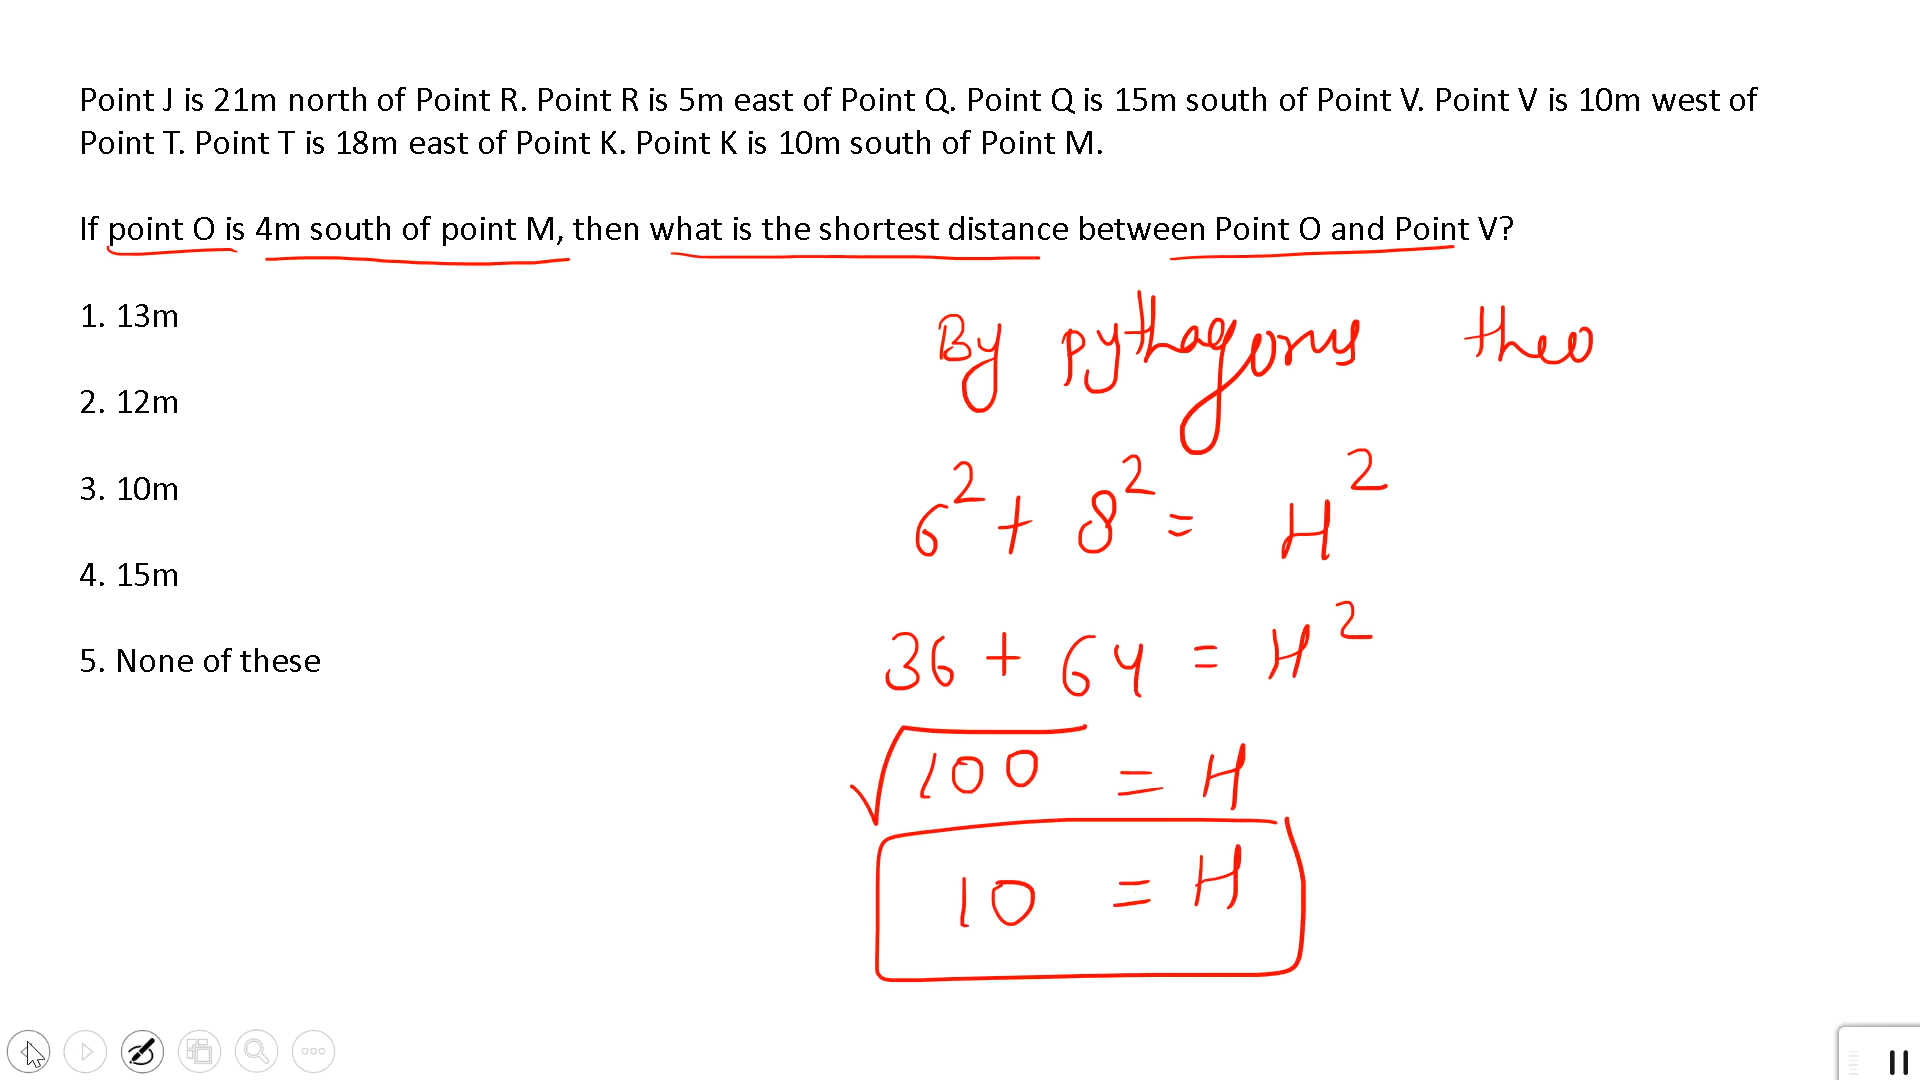 Point J is 21m north of Point R. Point R is 5m east of Point Q. Point Q is 15m south of Point V. Point V is 10m west of
Point T. Point T is 18m east of Point K. Point K is 10m south of Point M.
If point O is 4m south of point M, then what is the shortest distance between Point O and Point V?
1. 13m
2. 12m
3. 10m
4. 15m
5. None of these
By pythagorus theo
6² + 8² = H²
36 + 64 = H²
√100 = H
10 = H